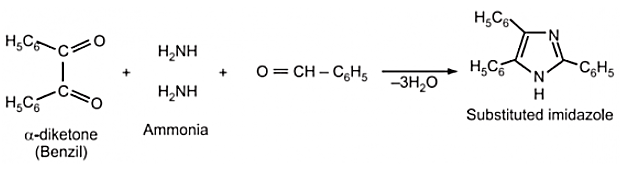 H5C6
C
O
H5C6
C
O
α-diketone
(Benzil)
+
H2NH
H2NH
Ammonia
+
O = CH – C6H5
–3H2O
H5C6
N
H5C6
C6H5
N
H
Substituted imidazole